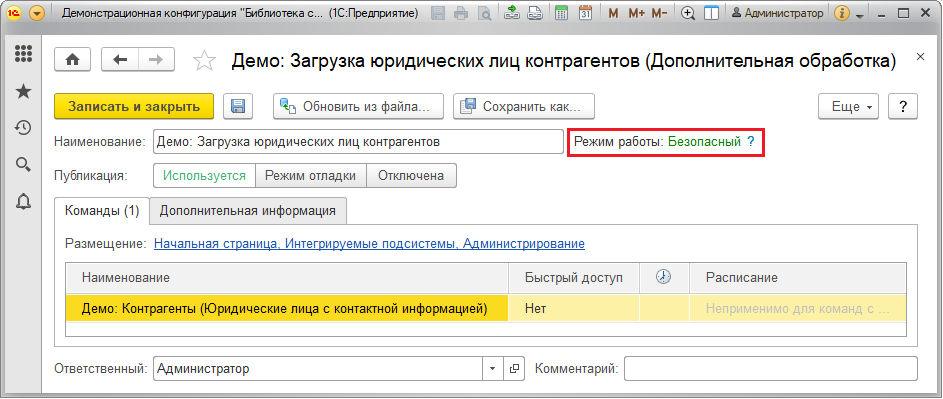 Демонстрационная конфигурация "Библиотека с... (1С:Предприятие) M M+ M- Администратор
Демо: Загрузка юридических лиц контрагентов (Дополнительная обработка)
Записать и закрыть Обновить из файла... Сохранить как... Еще ?
Наименование: Демо: Загрузка юридических лиц контрагентов Режим работы: Безопасный ?
Публикация: Используется Режим отладки Отключена
Команды (1) Дополнительная информация
Размещение: Начальная страница, Интегрируемые подсистемы, Администрирование
Наименование Быстрый доступ Расписание
Демо: Контрагенты (Юридические лица с контактной информацией) Нет Неприменимо для команд с ...
Ответственный: Администратор Комментарий: